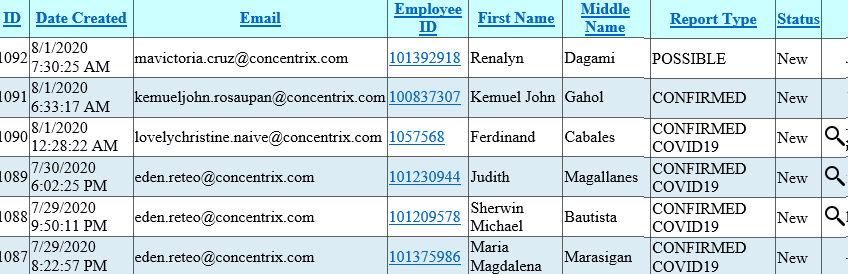 ID Date Created Email Employee ID First Name Middle Name Report Type Status
1092 8/1/2020 7:30:25 AM mavictoria.cruz@concentrix.com 101392918 Renalyn Dagami POSSIBLE New
1091 8/1/2020 6:33:17 AM kemueljohn.rosaupan@concentrix.com 100837307 Kemuel John Gahol CONFIRMED New
1090 8/1/2020 12:28:22 AM lovelychristine.naive@concentrix.com 1057568 Ferdinand Cabales CONFIRMED COVID19 New
1089 7/30/2020 6:02:25 PM eden.reteo@concentrix.com 101230944 Judith Magallanes CONFIRMED COVID19 New
1088 7/29/2020 9:50:11 PM eden.reteo@concentrix.com 101209578 Sherwin Michael Bautista CONFIRMED COVID19 New
1087 7/29/2020 8:22:57 PM eden.reteo@concentrix.com 101375986 Maria Magdalena Marasigan CONFIRMED COVID19 New